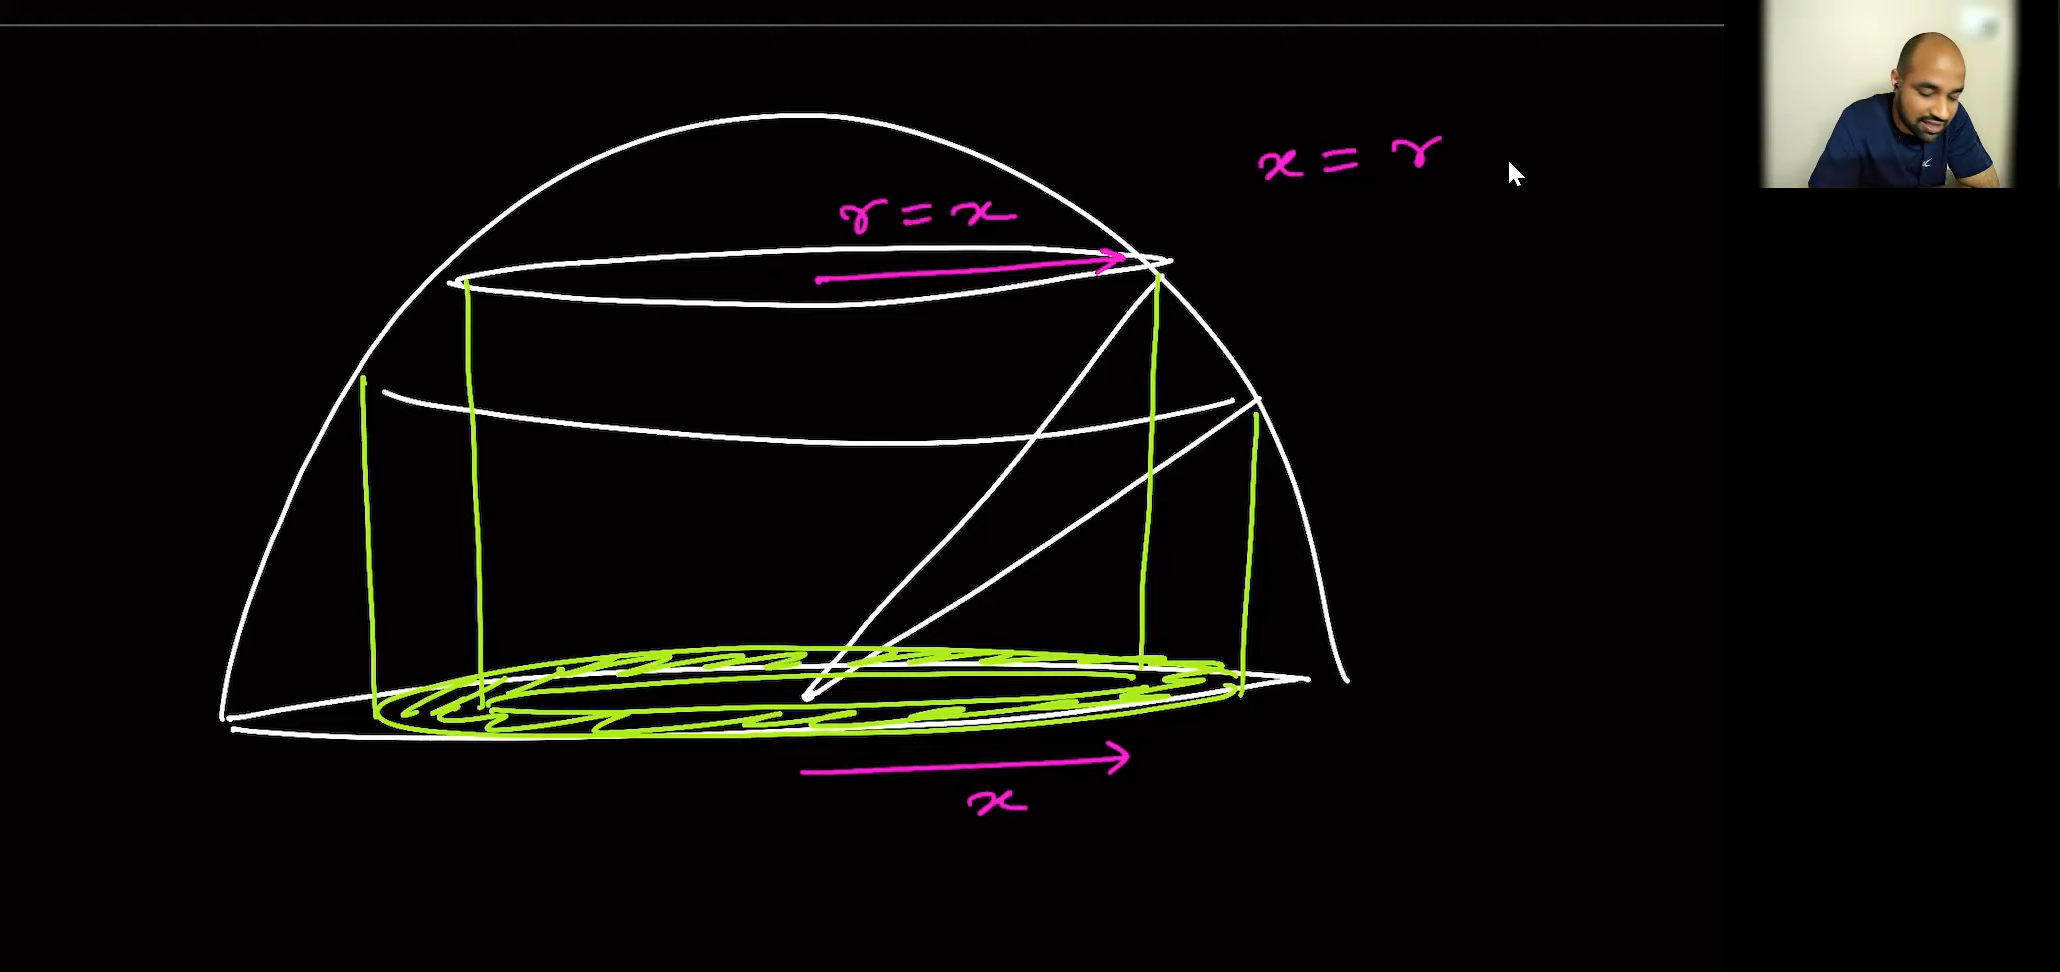 x = r
r = x
x